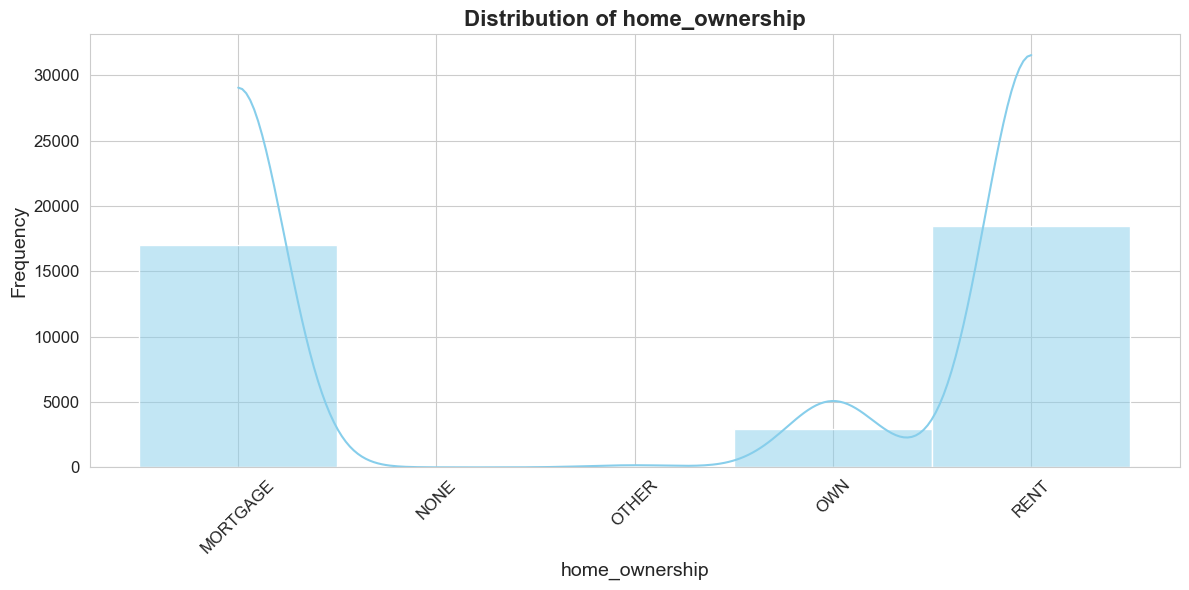 Distribution of home_ownership
Frequency
30000
25000
20000
15000
10000
5000
0
MORTGAGE
NONE
OTHER
OWN
RENT
home_ownership